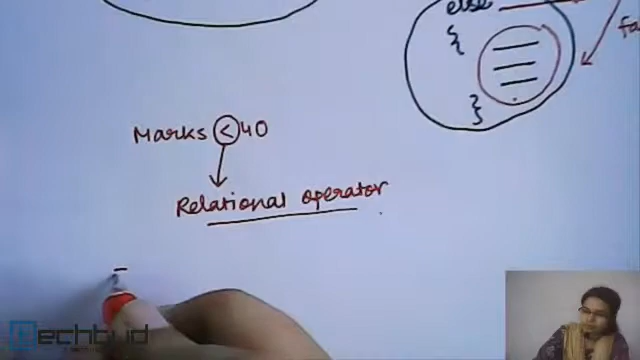 else
{
}
Marks < 40
Relational operator